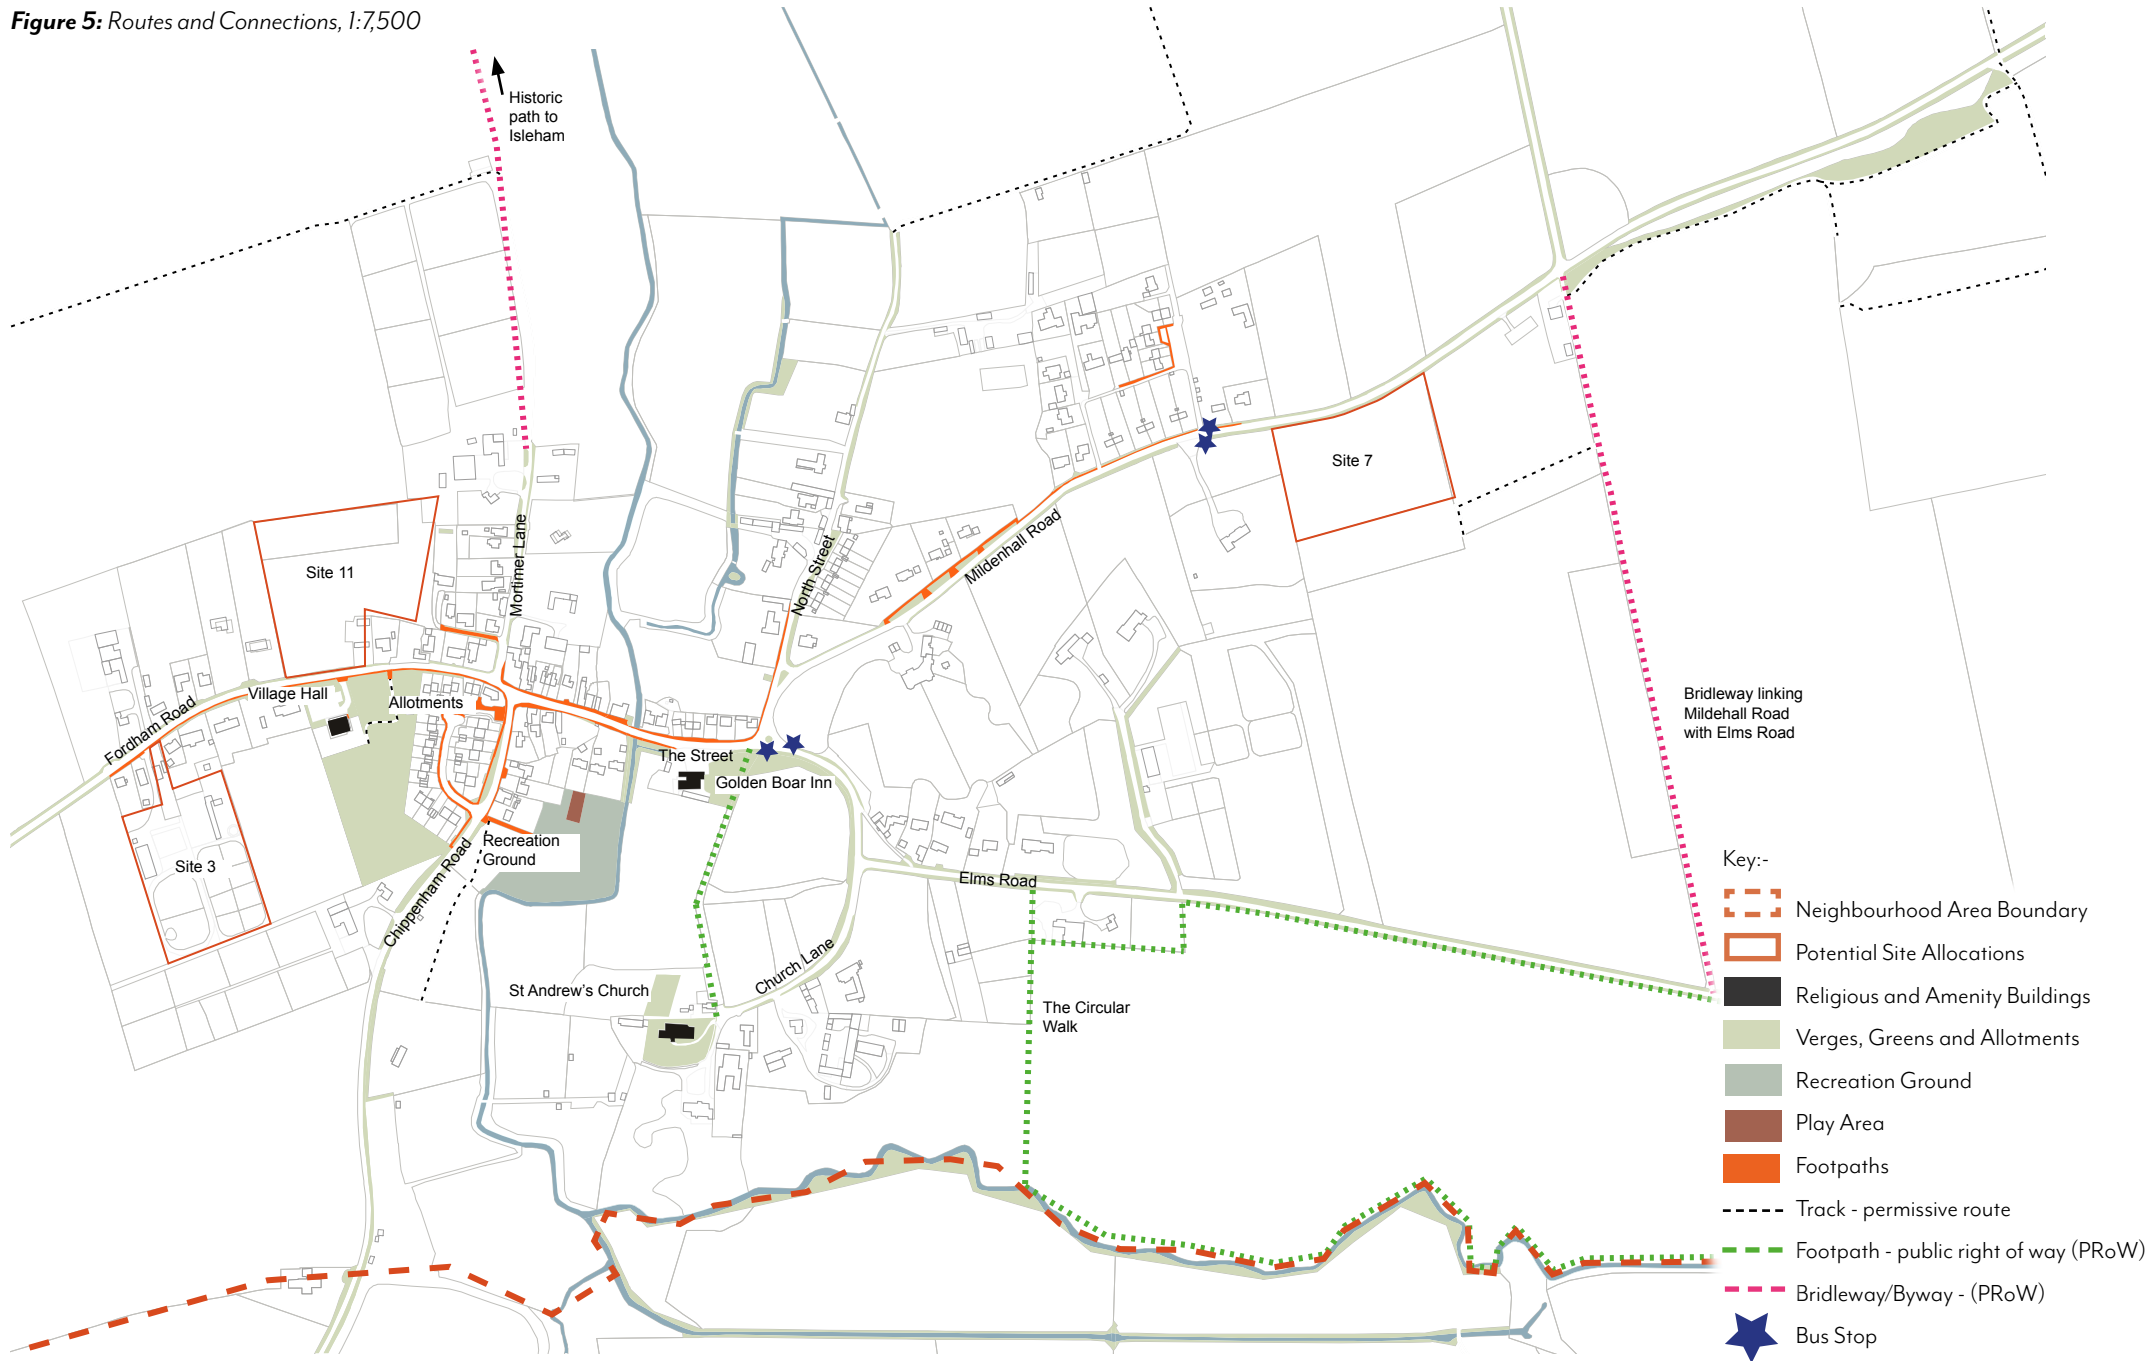 Figure 5: Routes and Connections, 1:7,500
Historic
path to
Isleham
Site 7
Mortimer Lane
North Street
Mildenhall Road
Site 11
Village Hall
Allotments
Fordham Road
The Street
Golden Boar Inn
Bridleway linking
Mildehall Road
with Elms Road
Recreation
Ground
Site 3
Chippenham Road
Elms Road
Church Lane
St Andrew's Church
The Circular
Walk
Key:-
Neighbourhood Area Boundary
Potential Site Allocations
Religious and Amenity Buildings
Verges, Greens and Allotments
Recreation Ground
Play Area
Footpaths
Track - permissive route
Footpath - public right of way (PRoW)
Bridleway/Byway - (PRoW)
Bus Stop